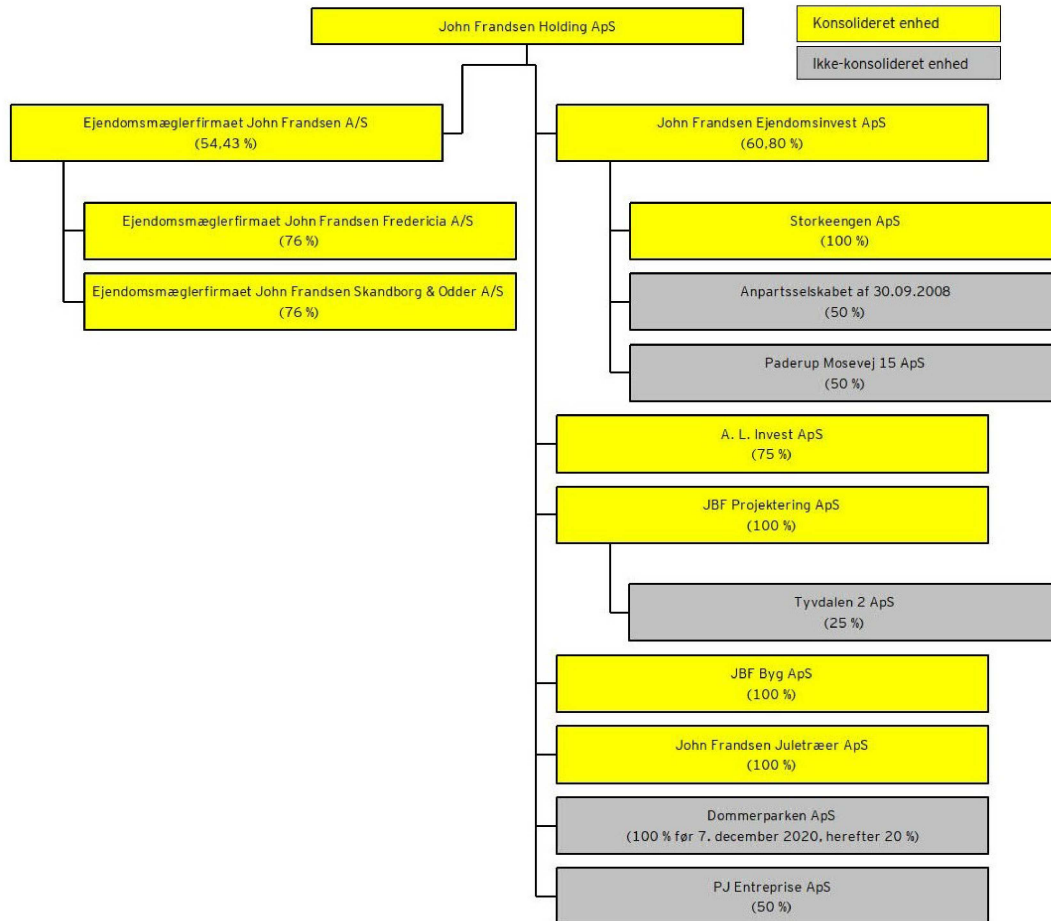 John Frandsen Holding ApS
Konsolideret enhed
Ikke-konsolideret enhed
Ejendomsmæglerfirmaet John Frandsen A/S
(54,43 %)
Ejendomsmæglerfirmaet John Frandsen Fredericia A/S
(76 %)
Ejendomsmæglerfirmaet John Frandsen Skandborg & Odder A/S
(76 %)
John Frandsen Ejendomsinvest ApS
(60,80 %)
Storkeengen ApS
(100 %)
Anpartsselskabet af 30.09.2008
(50 %)
Paderup Mosevej 15 ApS
(50 %)
A. L. Invest ApS
(75 %)
JBF Projektering ApS
(100 %)
Tyvdalen 2 ApS
(25 %)
JBF Byg ApS
(100 %)
John Frandsen Juletræer ApS
(100 %)
Dommerparken ApS
(100 % før 7. december 2020, herefter 20 %)
PJ Entreprise ApS
(50 %)